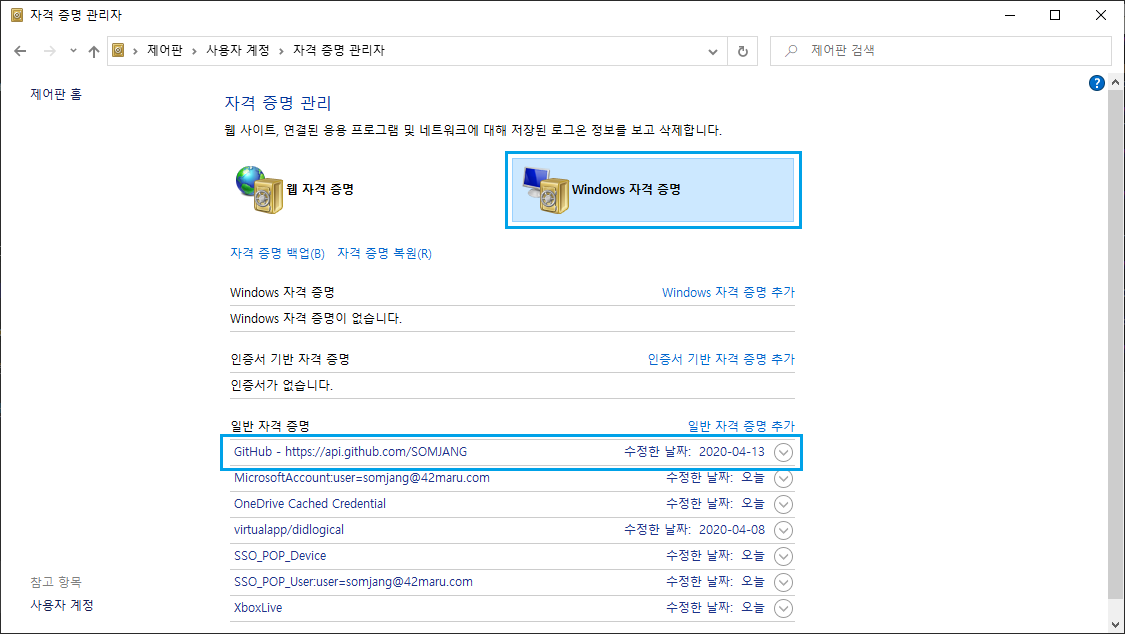 자격 증명 관리자
제어판 › 사용자 계정 › 자격 증명 관리자
제어판 검색
제어판 홈
?
자격 증명 관리
웹 사이트, 연결된 응용 프로그램 및 네트워크에 대해 저장된 로그온 정보를 보고 삭제합니다.
웹 자격 증명
Windows 자격 증명
자격 증명 백업(B) 자격 증명 복원(R)
Windows 자격 증명 Windows 자격 증명 추가
Windows 자격 증명이 없습니다.
인증서 기반 자격 증명 인증서 기반 자격 증명 추가
인증서가 없습니다.
일반 자격 증명 일반 자격 증명 추가
GitHub - https://api.github.com/SOMJANG 수정한 날짜: 2020-04-13
MicrosoftAccount:user=somjang@42maru.com 수정한 날짜: 오늘
OneDrive Cached Credential 수정한 날짜: 오늘
virtualapp/didlogical 수정한 날짜: 2020-04-08
SSO_POP_Device 수정한 날짜: 오늘
SSO_POP_User:user=somjang@42maru.com 수정한 날짜: 오늘
XboxLive 수정한 날짜: 오늘
참고 항목
사용자 계정